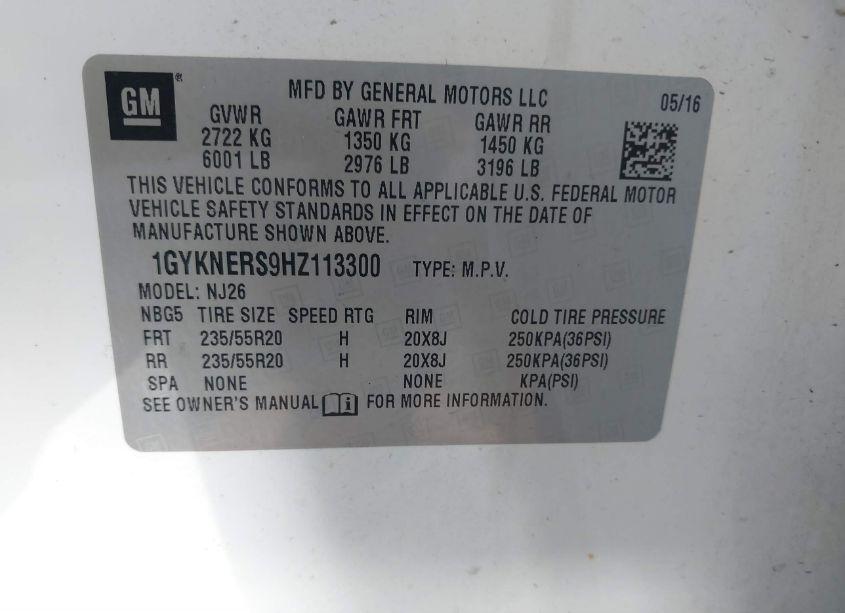 GM ®
MFD BY GENERAL MOTORS LLC 05/16
GVWR GAWR FRT GAWR RR
2722 KG 1350 KG 1450 KG
6001 LB 2976 LB 3196 LB
THIS VEHICLE CONFORMS TO ALL APPLICABLE U.S. FEDERAL MOTOR
VEHICLE SAFETY STANDARDS IN EFFECT ON THE DATE OF
MANUFACTURE SHOWN ABOVE.
1GYKNERS9HZ113300 TYPE: M.P.V.
MODEL: NJ26
NBG5 TIRE SIZE SPEED RTG RIM COLD TIRE PRESSURE
FRT 235/55R20 H 20X8J 250KPA(36PSI)
RR 235/55R20 H 20X8J 250KPA(36PSI)
SPA NONE NONE KPA(PSI)
SEE OWNER'S MANUAL FOR MORE INFORMATION.